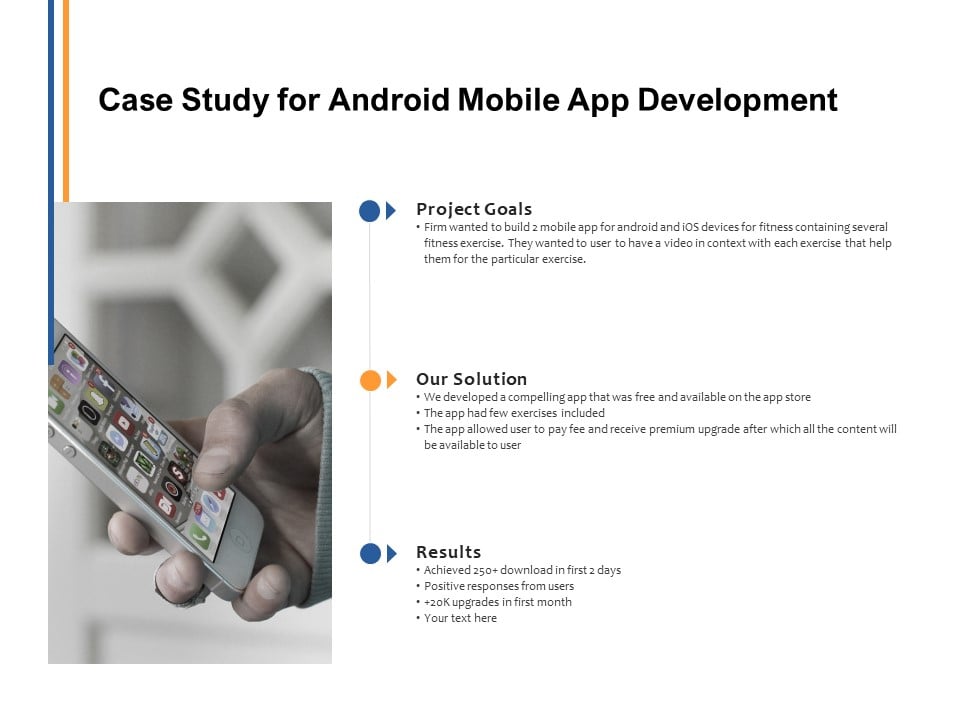 Case Study for Android Mobile App Development
Project Goals
• Firm wanted to build 2 mobile app for android and iOS devices for fitness containing several
fitness exercise. They wanted to user to have a video in context with each exercise that help
them for the particular exercise.
Our Solution
• We developed a compelling app that was free and available on the app store
• The app had few exercises included
• The app allowed user to pay fee and receive premium upgrade after which all the content will
be available to user
Results
• Achieved 250+ download in first 2 days
• Positive responses from users
• +20K upgrades in first month
• Your text here